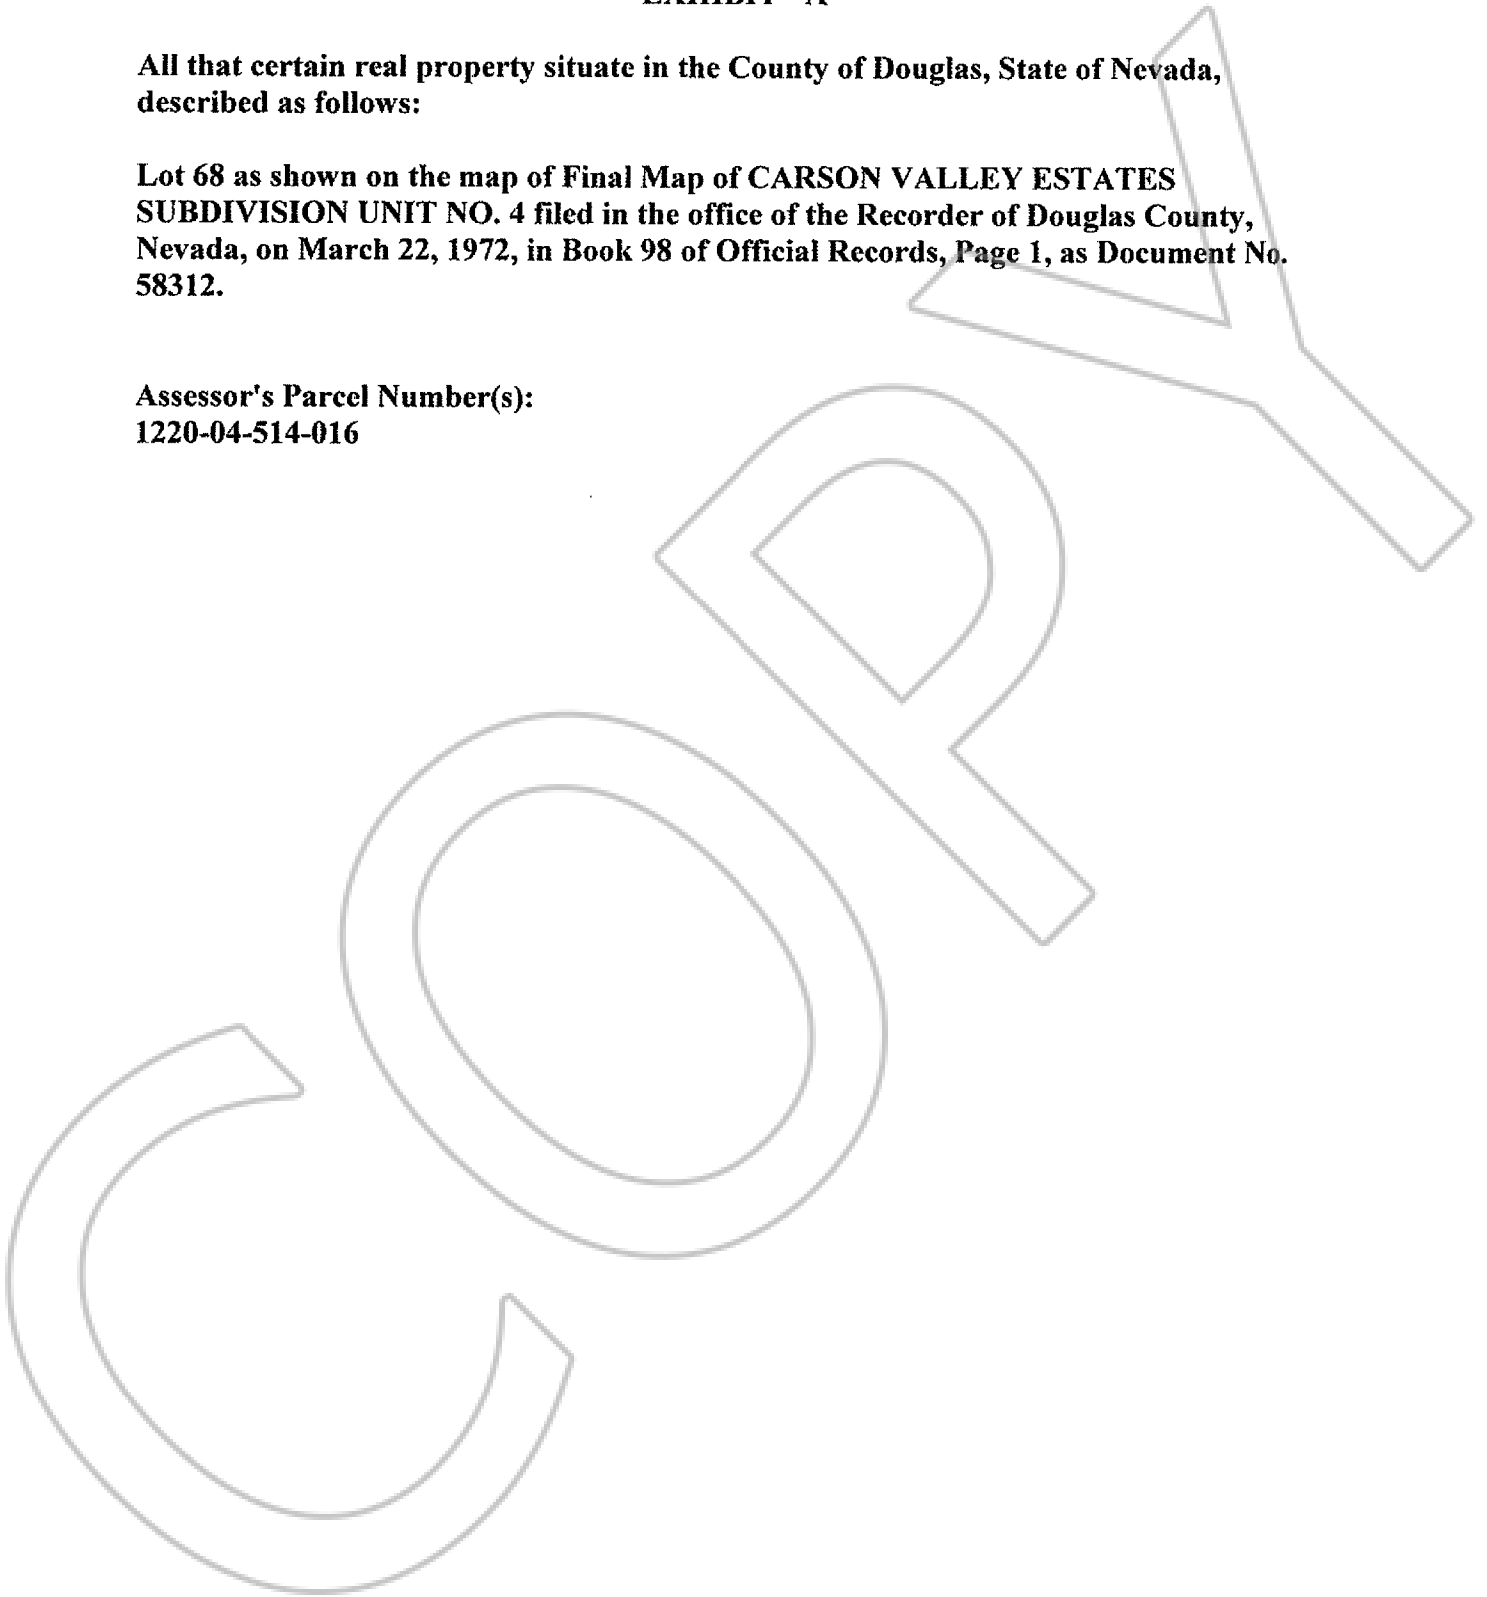 EXHIBIT "A"
All that certain real property situate in the County of Douglas, State of Nevada,
described as follows:
Lot 68 as shown on the map of Final Map of CARSON VALLEY ESTATES
SUBDIVISION UNIT NO. 4 filed in the office of the Recorder of Douglas County,
Nevada, on March 22, 1972, in Book 98 of Official Records, Page 1, as Document No.
58312.
Assessor's Parcel Number(s):
1220-04-514-016
COPY